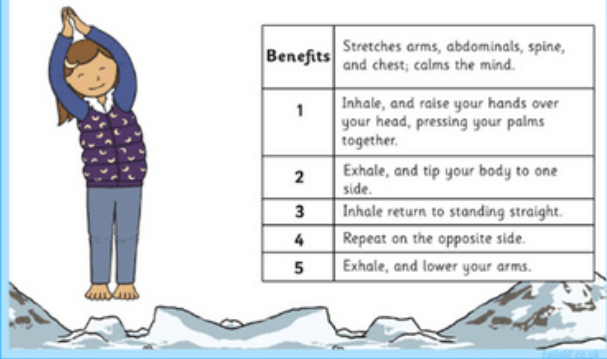 Benefits
Stretches arms, abdominals, spine,
and chest; calms the mind.
1
Inhale, and raise your hands over
your head, pressing your palms
together.
2
Exhale, and tip your body to one
side.
3
Inhale return to standing straight.
4
Repeat on the opposite side.
5
Exhale, and lower your arms.